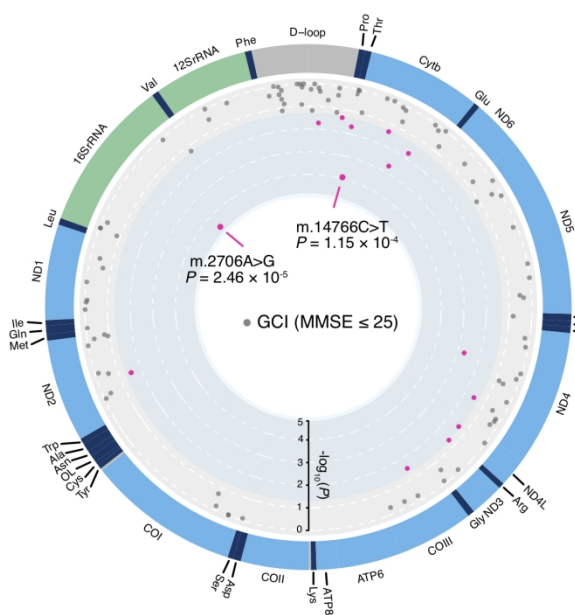 D-loop
Pro
Thr
Cytb
Glu
ND6
ND5
ND4
ND4L
Arg
ND3
Gly
COIII
ATP6
ATP8
Lys
COII
Asp
Ser
COI
Tyr
Cys
OL
Asn
Ala
Trp
ND2
Met
Gln
Ile
ND1
Leu
16SrRNA
Val
12SrRNA
Phe
m.14766C>T
P = 1.15 × 10⁻⁴
m.2706A>G
P = 2.46 × 10⁻⁵
GCI (MMSE ≤ 25)
5
4
3
2
1
0
-log₁₀(P)